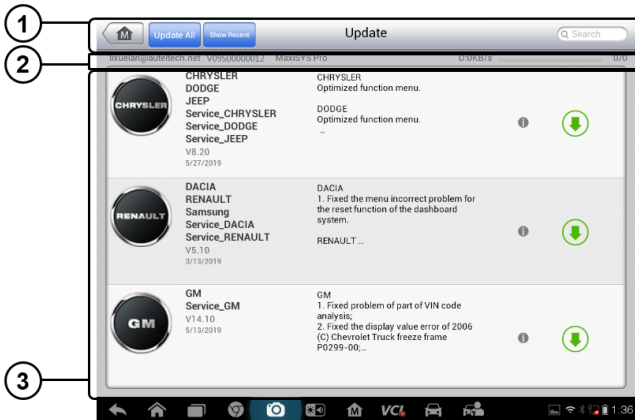 1
Update All
Show Recent
Update
Search
2
lixuelan@auteltech.net V09500000012 MaxiSYS Pro D:0KB/s 0/0
CHRYSLER
CHRYSLER
DODGE
JEEP
Service_CHRYSLER
Service_DODGE
Service_JEEP
V8.20
5/27/2019
CHRYSLER
Optimized function menu.
DODGE
Optimized function menu.
...
RENAULT
DACIA
RENAULT
Samsung
Service_DACIA
Service_RENAULT
V5.10
3/13/2019
DACIA
1. Fixed the menu incorrect problem for
the reset function of the dashboard
system.
RENAULT ...
GM
GM
Service_GM
V14.10
5/13/2019
GM
1. Fixed problem of part of VIN code
analysis;
2. Fixed the display value error of 2006
(C) Chevrolet Truck freeze frame
P0299-00;...
3
M
VCI
1:36